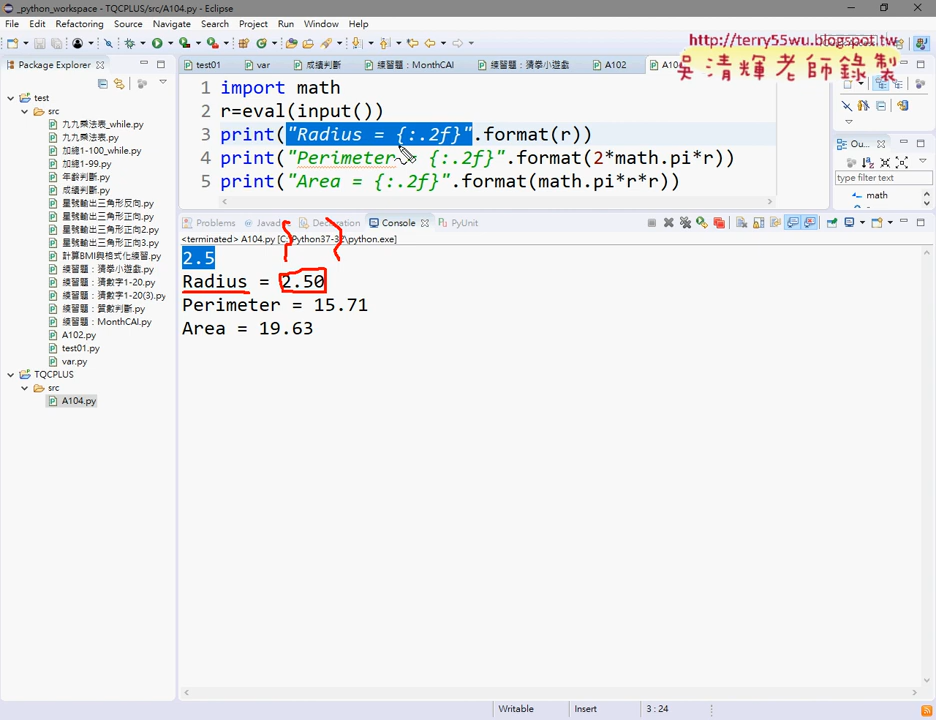 _python_workspace - TQCPLUS/src/A104.py - Eclipse
File Edit Refactoring Source Navigate Search Project Run Window Help
http://terry55wu.blogspot.tw
吳清輝老師錄製
Package Explorer
test01 var 成績判斷 練習題：MonthCAI 練習題：猜學小遊戲 A102
test
src
九九乘法表_while.py
九九乘法表.py
加總1-100_while.py
加總1-99.py
年齡判斷.py
成績判斷.py
星號輸出三角形反向.py
星號輸出三角形正向.py
星號輸出三角形正向2.py
星號輸出三角形正向3.py
計算BMI與格式化練習.py
練習題：猜學小遊戲.py
練習題：猜數字1-20.py
練習題：猜數字1-20(3).py
練習題：質數判斷.py
練習題：MonthCAI.py
A102.py
test01.py
var.py
TQCPLUS
src
A104.py
1 import math
2 r=eval(input())
3 print("Radius = {:.2f}".format(r))
4 print("Perimeter = {:.2f}".format(2*math.pi*r))
5 print("Area = {:.2f}".format(math.pi*r*r))
Ou...
type filter text
math
Problems Javad Declaration Console PyUnit
<terminated> A104.py [C:\Python37-32\python.exe]
2.5
Radius = 2.50
Perimeter = 15.71
Area = 19.63
Writable Insert 3 : 24